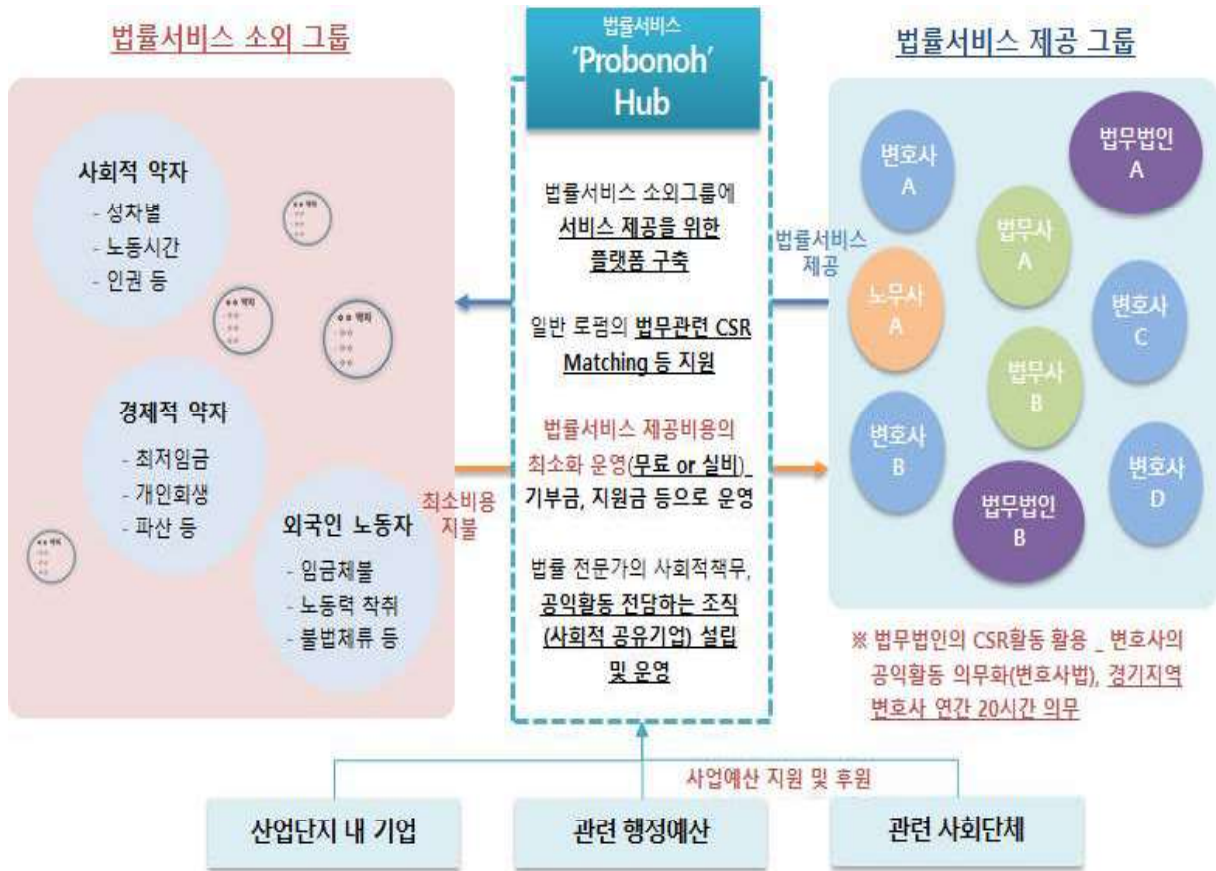 법률서비스 소외 그룹
사회적 약자
- 성차별
- 노동시간
- 인권 등
경제적 약자
- 최저임금
- 개인회생
- 파산 등
외국인 노동자
- 임금체불
- 노동력 착취
- 불법체류 등
최소비용
지불
법률서비스
'Probonoh'
Hub
법률서비스 소외그룹에
서비스 제공을 위한
플랫폼 구축
일반 로펌의 법무관련 CSR
Matching 등 지원
법률서비스 제공비용의
최소화 운영(무료 or 실비)_
기부금, 지원금 등으로 운영
법률 전문가의 사회적책무,
공익활동 전담하는 조직
(사회적 공유기업) 설립
및 운영
법률서비스
제공
법률서비스 제공 그룹
변호사
A
법무법인
A
법무사
A
노무사
A
변호사
C
법무사
B
변호사
B
변호사
D
법무법인
B
※ 법무법인의 CSR활동 활용 _ 변호사의
공익활동 의무화(변호사법), 경기지역
변호사 연간 20시간 의무
사업예산 지원 및 후원
산업단지 내 기업
관련 행정예산
관련 사회단체